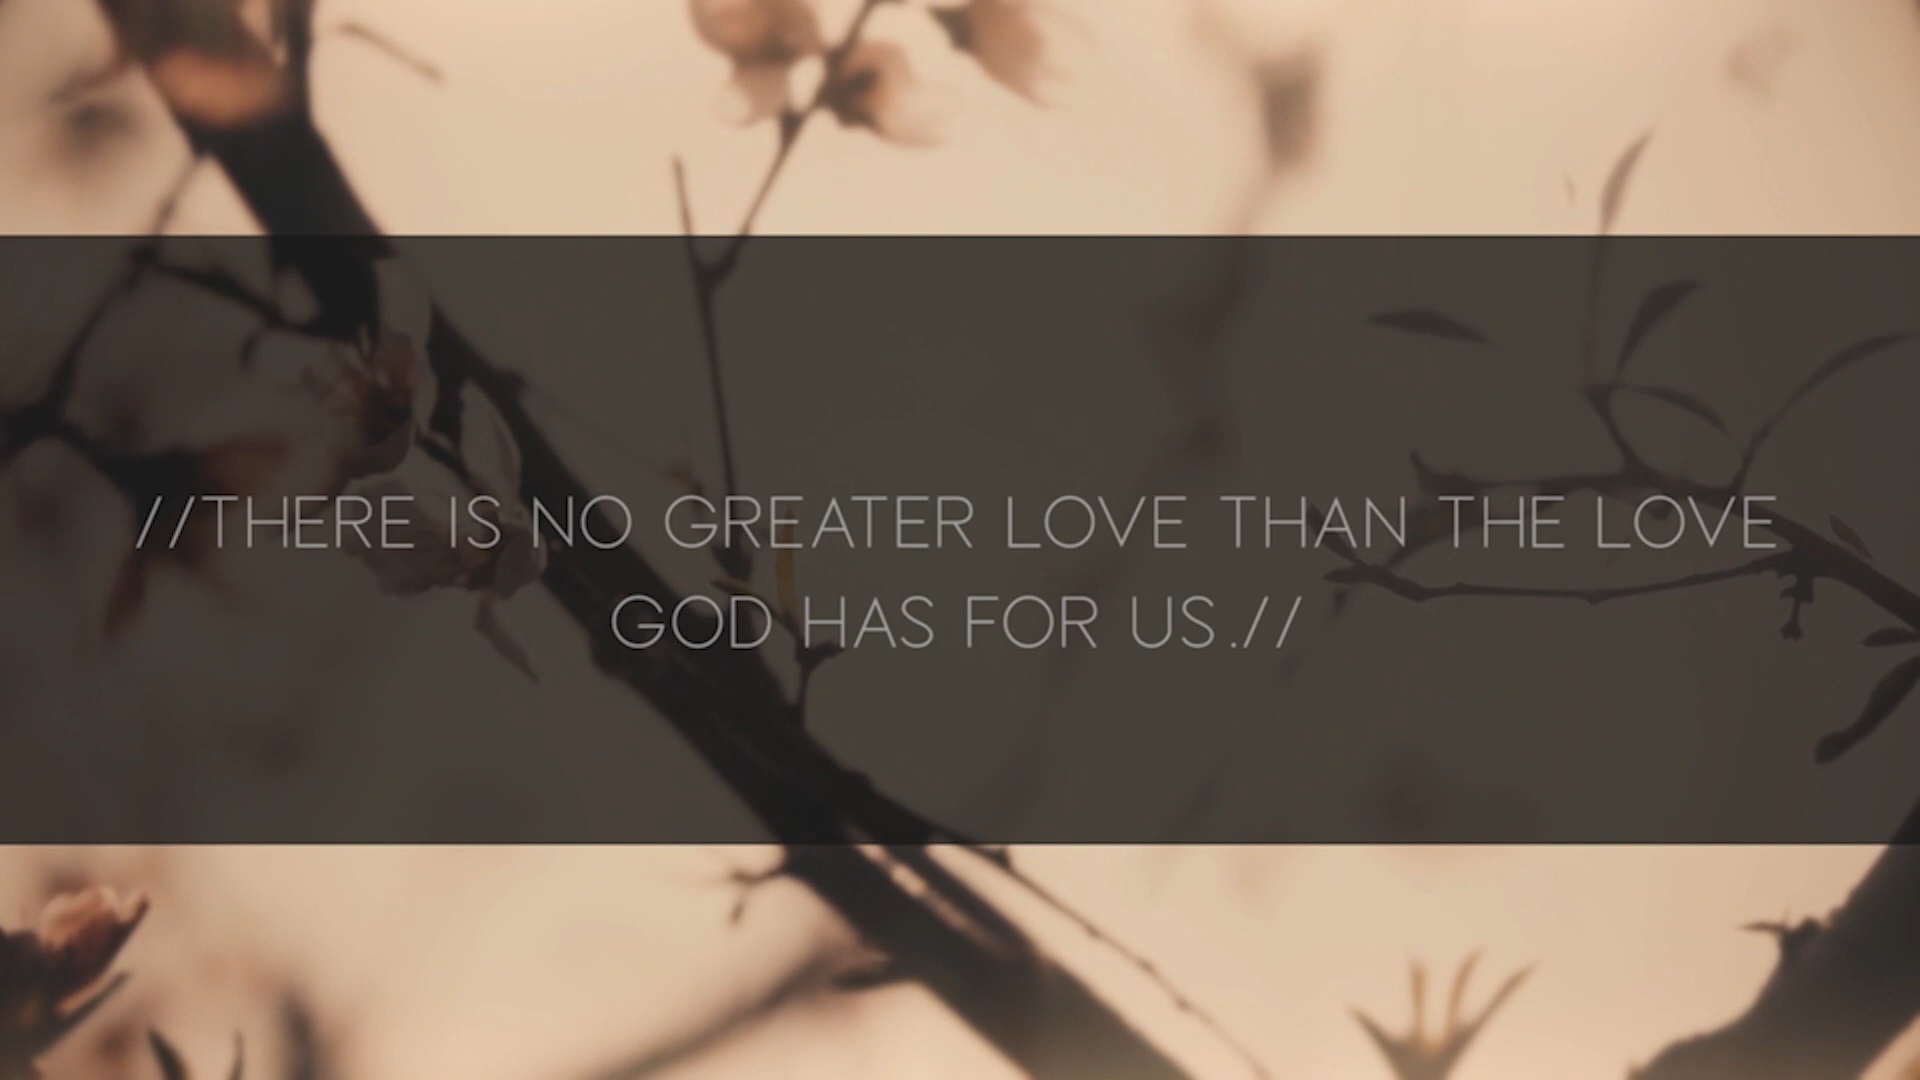 //THERE IS NO GREATER LOVE THAN THE LOVE
GOD HAS FOR US.//